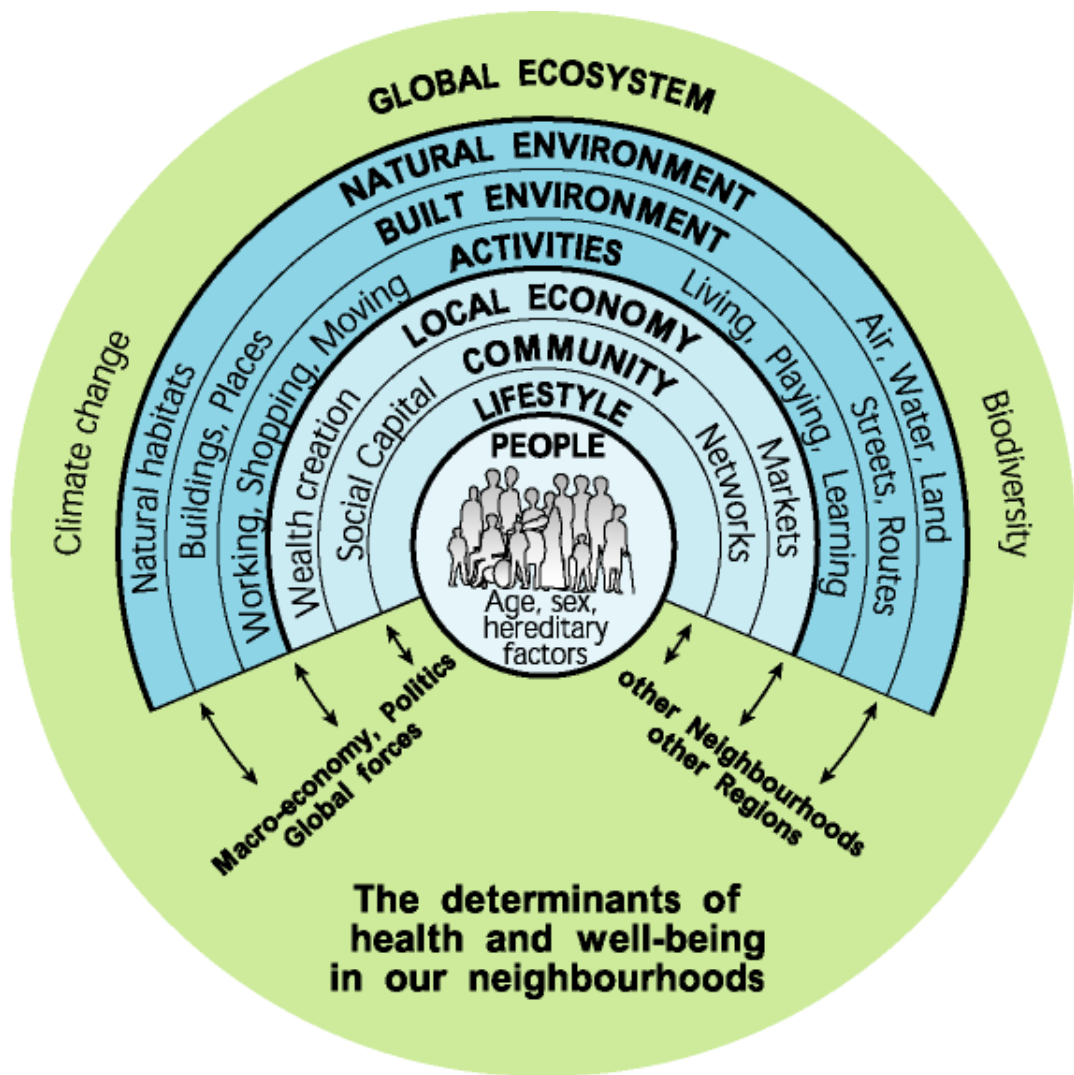 GLOBAL ECOSYSTEM
NATURAL ENVIRONMENT
BUILT ENVIRONMENT
ACTIVITIES
LOCAL ECONOMY
COMMUNITY
LIFESTYLE
PEOPLE
Age, sex,
hereditary
factors
Climate change
Natural habitats
Buildings, Places
Working, Shopping, Moving
Wealth creation
Social Capital
Networks
Markets
Living, Playing, Learning
Streets, Routes
Air, Water, Land
Biodiversity
Macro-economy, Politics
Global forces
other Neighbourhoods
other Regions
The determinants of
health and well-being
in our neighbourhoods